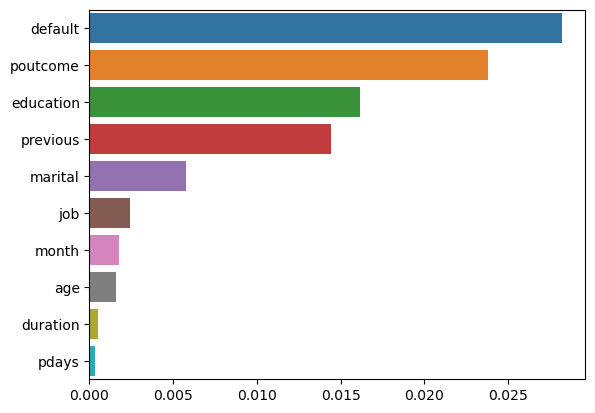 default
poutcome
education
previous
marital
job
month
age
duration
pdays
0.000 0.005 0.010 0.015 0.020 0.025